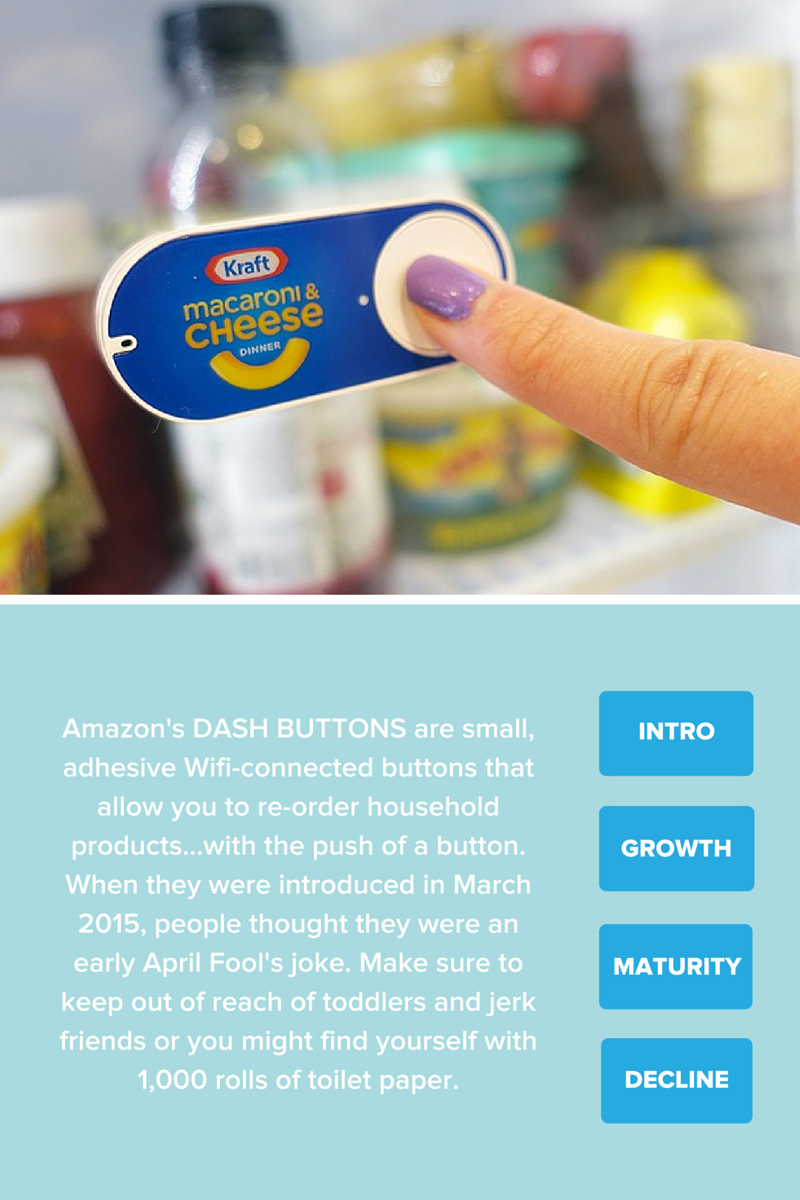 Kraft
macaroni &
CHeese
DINNER
Amazon's DASH BUTTONS are small,
adhesive Wifi-connected buttons that
allow you to re-order household
products...with the push of a button.
When they were introduced in March
2015, people thought they were an
early April Fool's joke. Make sure to
keep out of reach of toddlers and jerk
friends or you might find yourself with
1,000 rolls of toilet paper.
INTRO
GROWTH
MATURITY
DECLINE